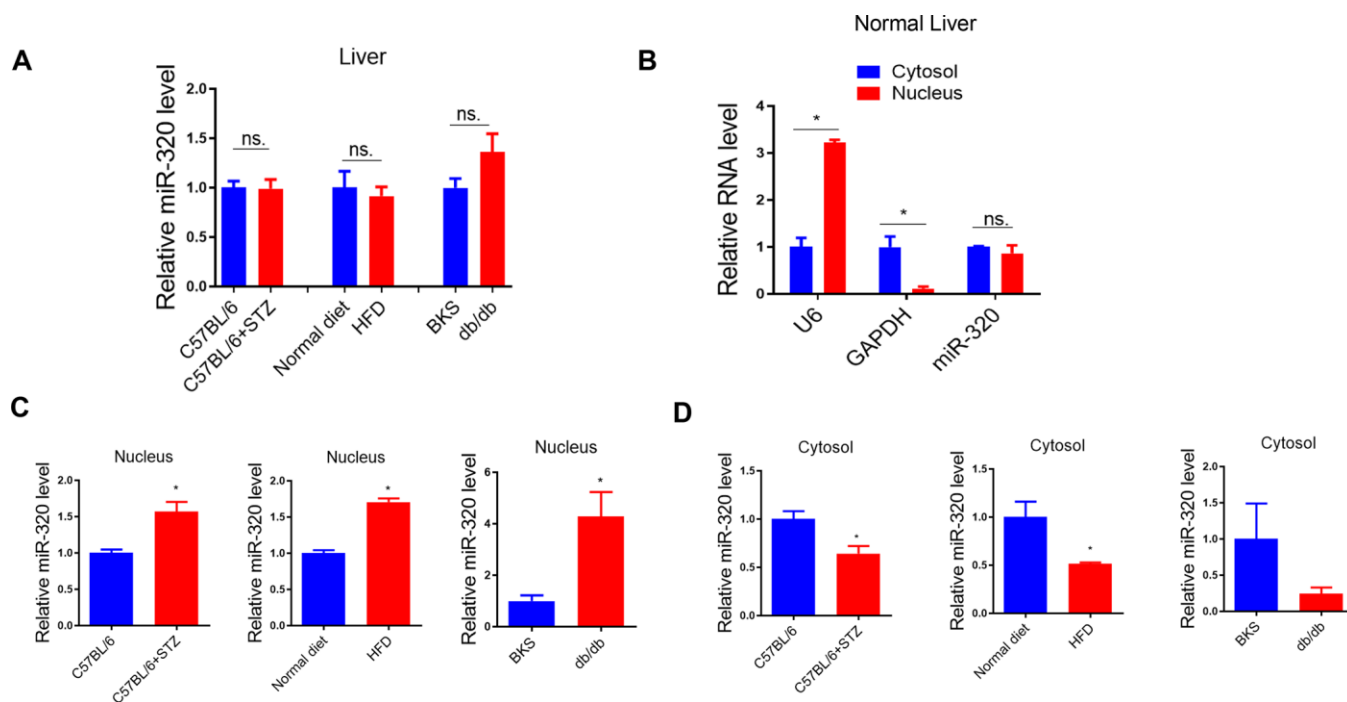 A
Liver
Relative miR-320 level
2.0
1.5
1.0
0.5
0.0
ns.
ns.
ns.
C57BL/6
C57BL/6+STZ
Normal diet
HFD
BKS
db/db
B
Normal Liver
Cytosol
Nucleus
Relative RNA level
4
3
2
1
0
*
*
ns.
U6
GAPDH
miR-320
C
Nucleus
Relative miR-320 level
2.0
1.5
1.0
0.5
0.0
*
C57BL/6
C57BL/6+STZ
Nucleus
Relative miR-320 level
2.0
1.5
1.0
0.5
0.0
*
Normal diet
HFD
Nucleus
Relative miR-320 level
6
4
2
0
*
BKS
db/db
D
Cytosol
Relative miR-320 level
1.5
1.0
0.5
0.0
*
C57BL/6
C57BL/6+STZ
Cytosol
Relative miR-320 level
1.5
1.0
0.5
0.0
*
Normal diet
HFD
Cytosol
Relative miR-320 level
2.0
1.5
1.0
0.5
0.0
BKS
db/db